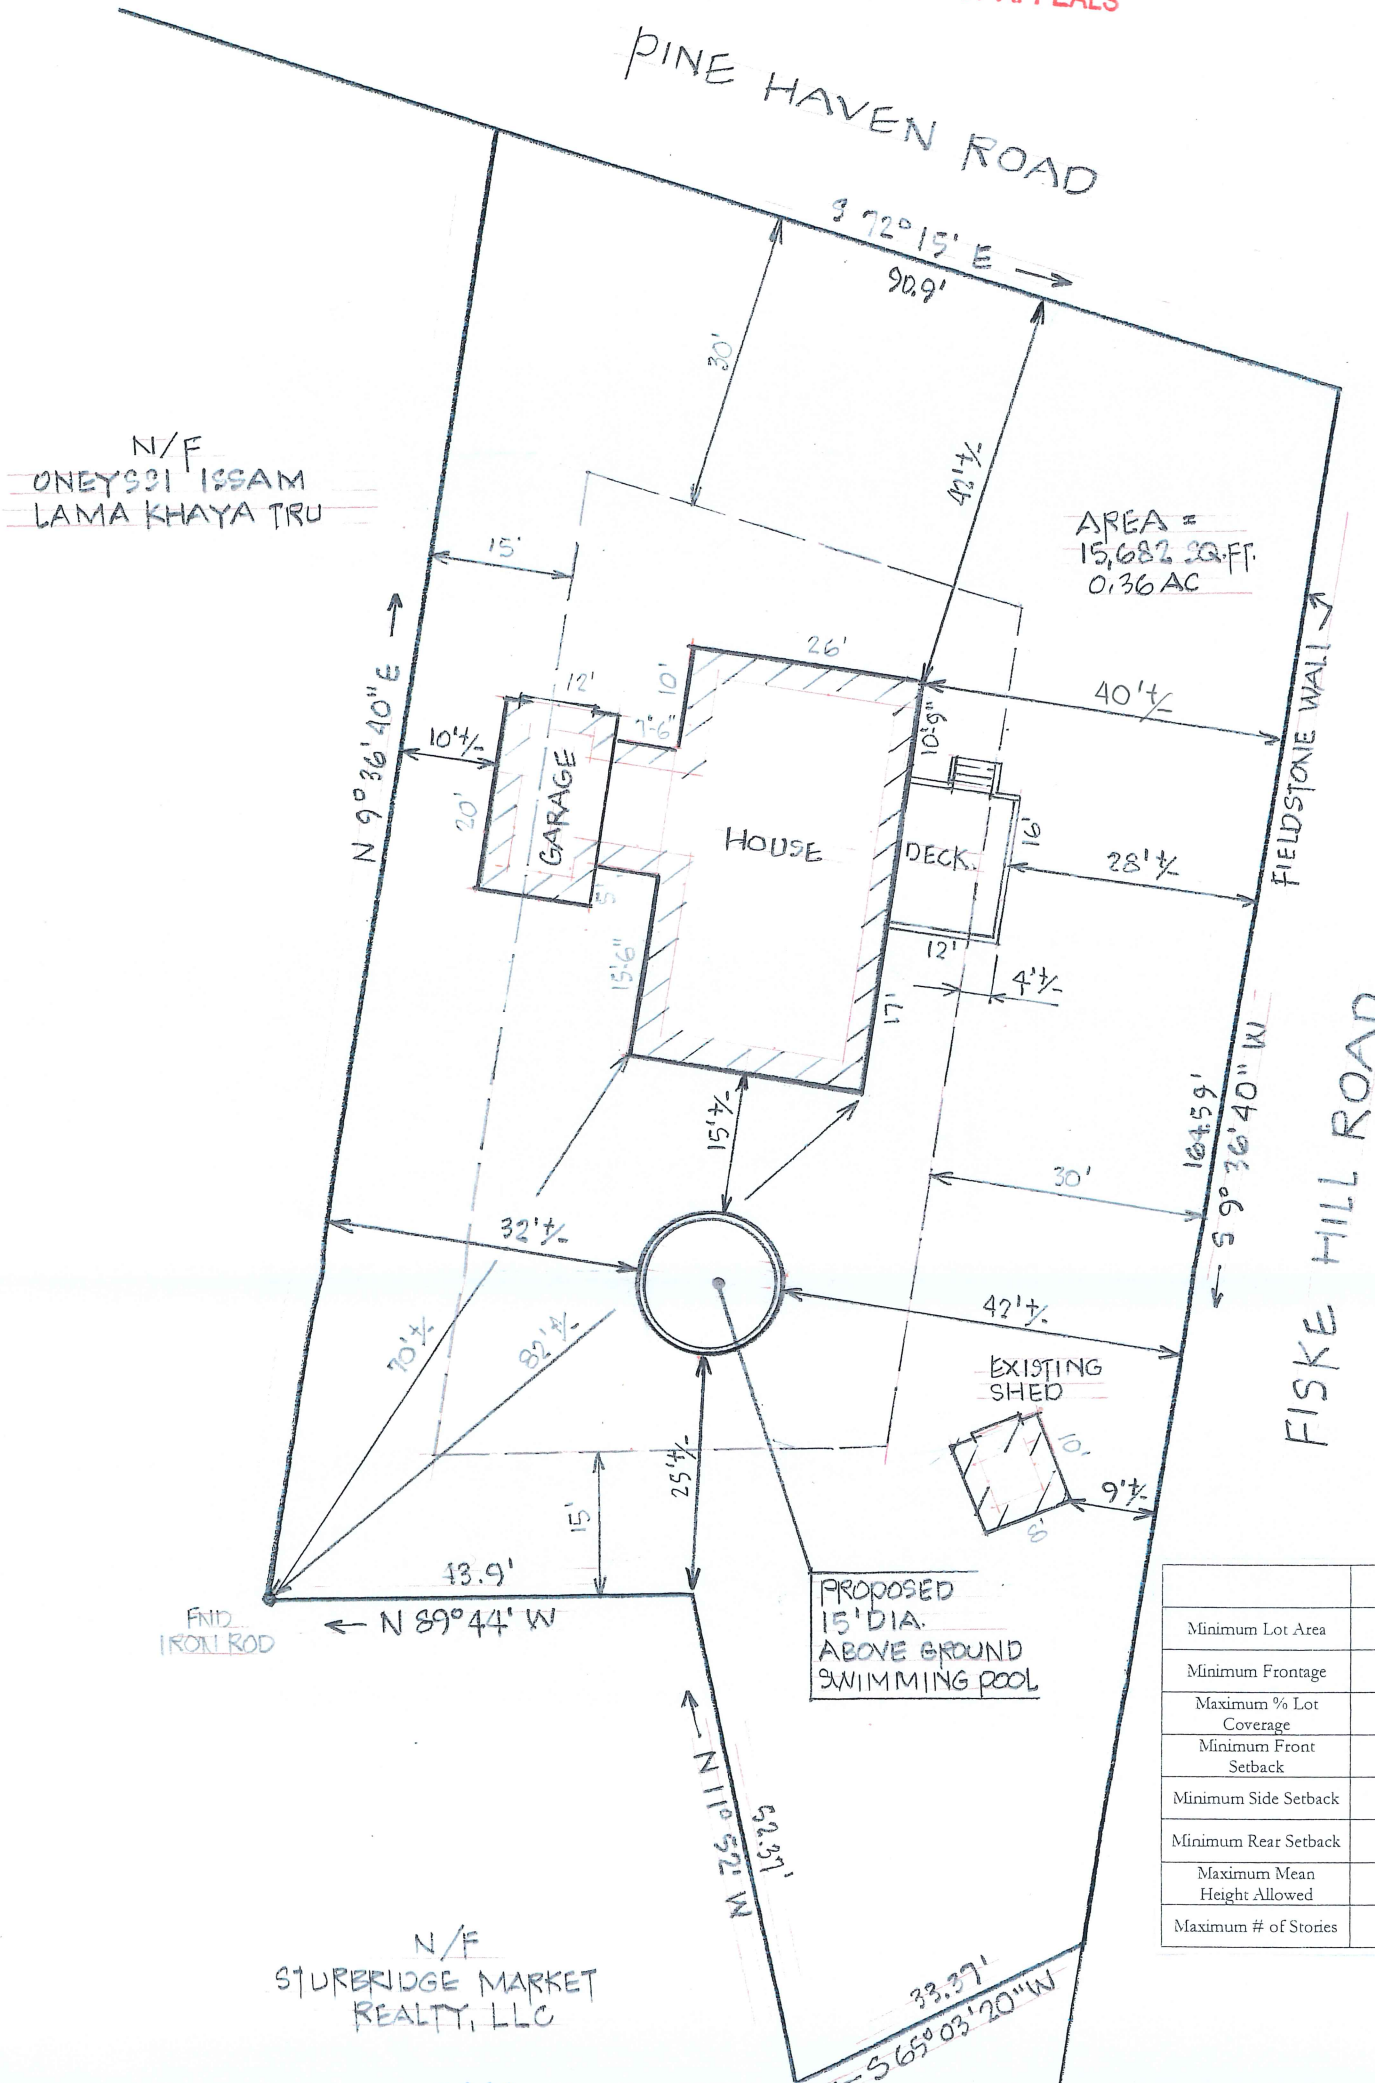 PINE HAVEN ROAD
S 72° 15' E →
90.9'
30'
42'+/-
N/F
ONEYSSI ISSAM
LAMA KHAYA TRU
AREA =
15,682 SQ.FT.
0.36 AC
15'
FIELDSTONE WALL
N 9° 36' 40" E →
26'
10'
12'
7'-6"
10'+/-
20'
GARAGE
5'
15'6"
HOUSE
10'-9"
40'+/-
DECK
16'
28'+/-
12'
4'+/-
17'
15'+/-
30'
164.59'
← S 9° 36' 40" W
FISKE HILL ROAD
32'+/-
42'+/-
70'+/-
82'+/-
EXISTING
SHED
10'
8'
9'+/-
25'+/-
15'
43.9'
← N 89° 44' W
FND
IRON ROD
PROPOSED
15' DIA.
ABOVE GROUND
SWIMMING POOL
← N 11° 52' W
52.37'
N/F
STURBRIDGE MARKET
REALTY, LLC
33.37'
← S 65° 03' 20" W
Minimum Lot Area
Minimum Frontage
Maximum % Lot
Coverage
Minimum Front
Setback
Minimum Side Setback
Minimum Rear Setback
Maximum Mean
Height Allowed
Maximum # of Stories